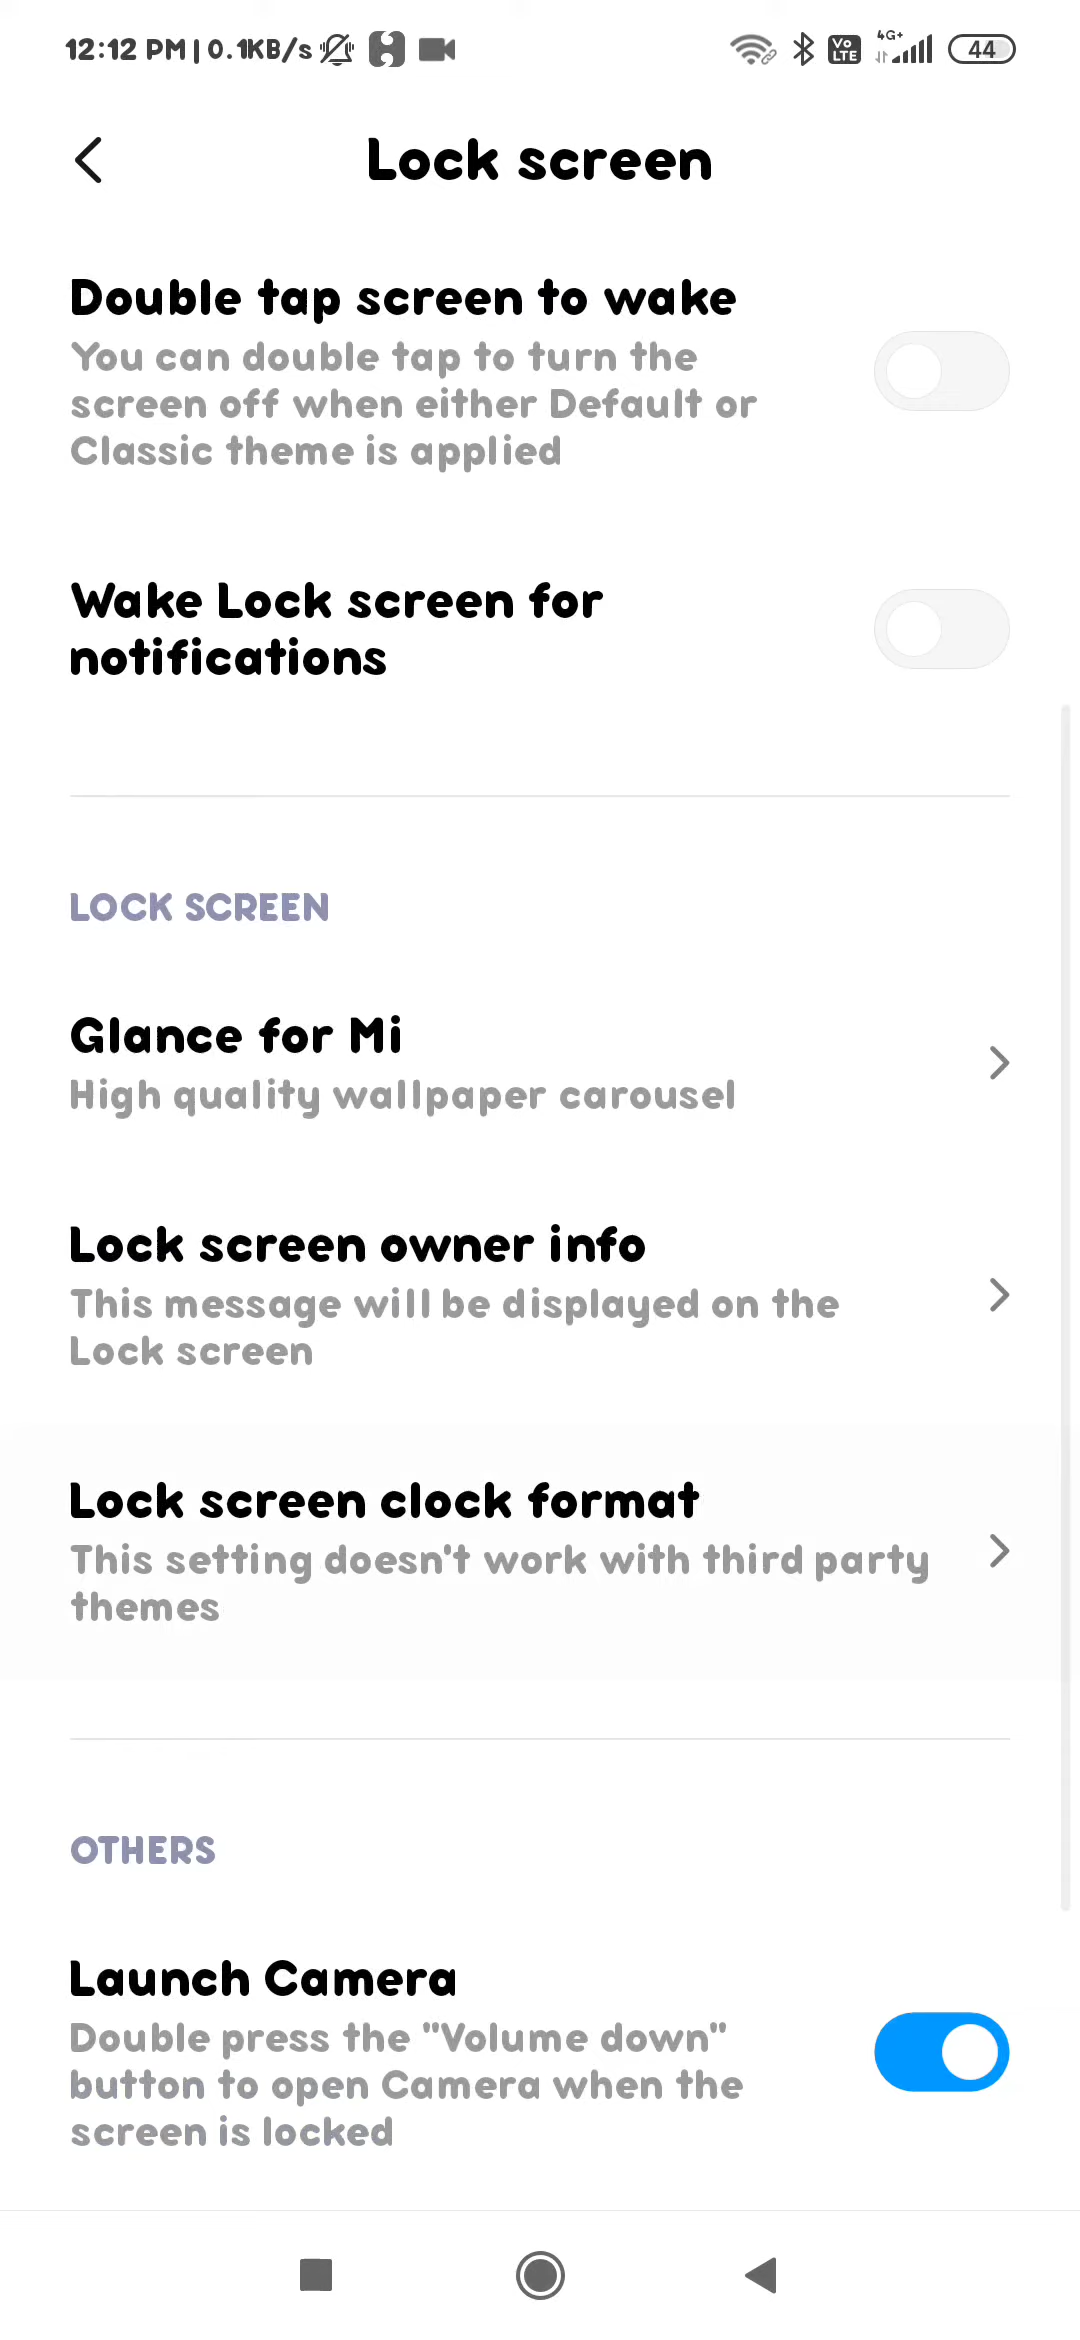 12:12 PM | 0.1KB/s
Vo
LTE
4G+
44
Lock screen
Double tap screen to wake
You can double tap to turn the
screen off when either Default or
Classic theme is applied
Wake Lock screen for
notifications
LOCK SCREEN
Glance for Mi
High quality wallpaper carousel
Lock screen owner info
This message will be displayed on the
Lock screen
Lock screen clock format
This setting doesn't work with third party
themes
OTHERS
Launch Camera
Double press the "Volume down"
button to open Camera when the
screen is locked